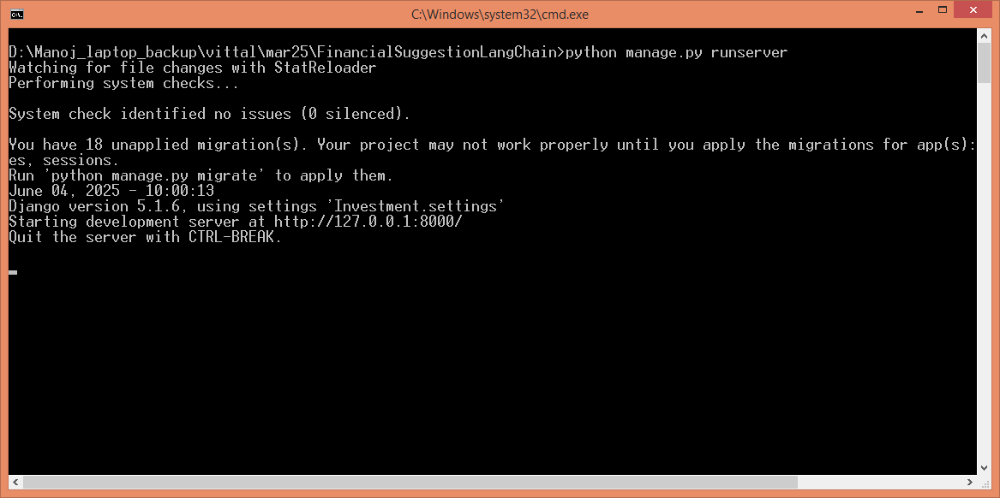 C:\Windows\system32\cmd.exe
D:\Manoj_laptop_backup\vittal\mar25\FinancialSuggestionLangChain>python manage.py runserver
Watching for file changes with StatReloader
Performing system checks...
System check identified no issues (0 silenced).
You have 18 unapplied migration(s). Your project may not work properly until you apply the migrations for app(s):
es, sessions.
Run 'python manage.py migrate' to apply them.
June 04, 2025 - 10:00:13
Django version 5.1.6, using settings 'Investment.settings'
Starting development server at http://127.0.0.1:8000/
Quit the server with CTRL-BREAK.